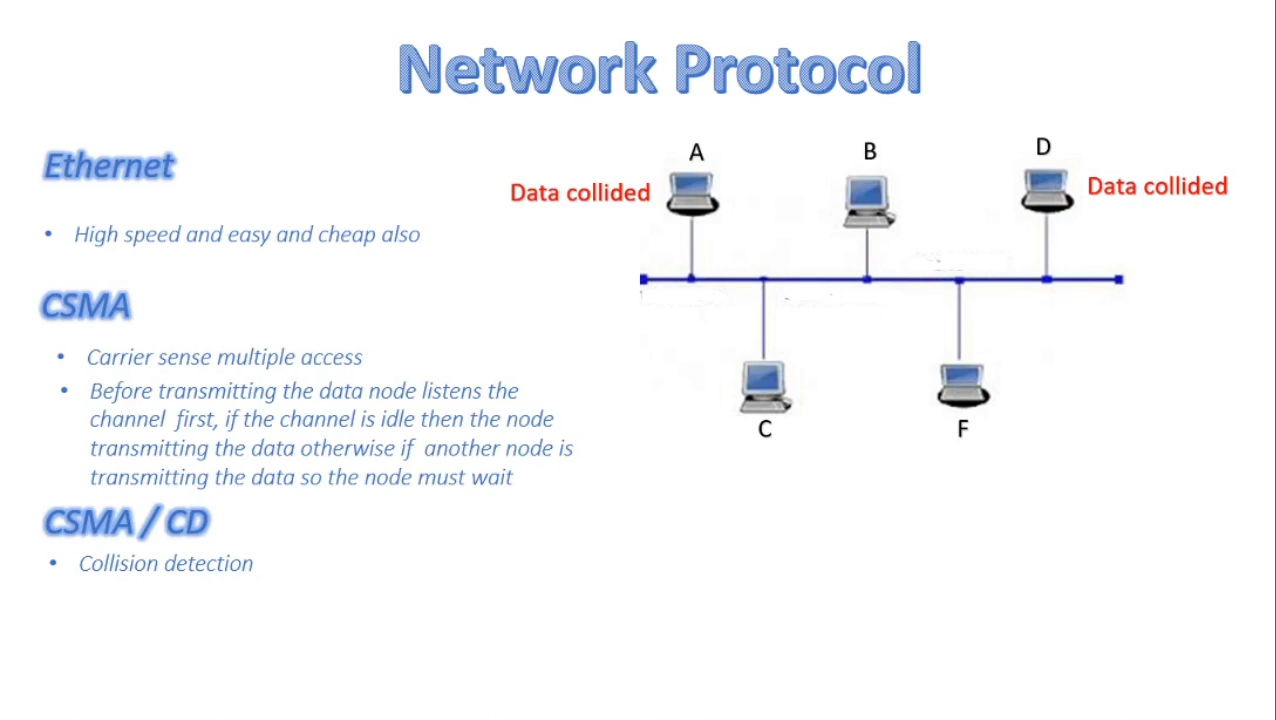 Network Protocol
Ethernet
• High speed and easy and cheap also
CSMA
• Carrier sense multiple access
• Before transmitting the data node listens the
channel first, if the channel is idle then the node
transmitting the data otherwise if another node is
transmitting the data so the node must wait
CSMA / CD
• Collision detection
A
B
D
Data collided
Data collided
C
F